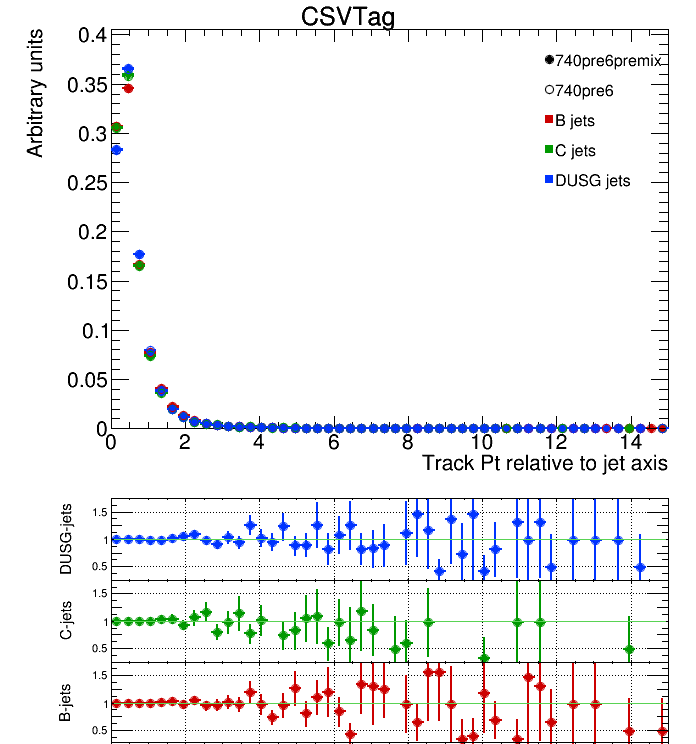 CSVTag
Arbitrary units
0.4
0.35
0.3
0.25
0.2
0.15
0.1
0.05
0
740pre6premix
740pre6
B jets
C jets
DUSG jets
0 2 4 6 8 10 12 14
Track Pt relative to jet axis
DUSG-jets
1.5
1
0.5
C-jets
1.5
1
0.5
B-jets
1.5
1
0.5